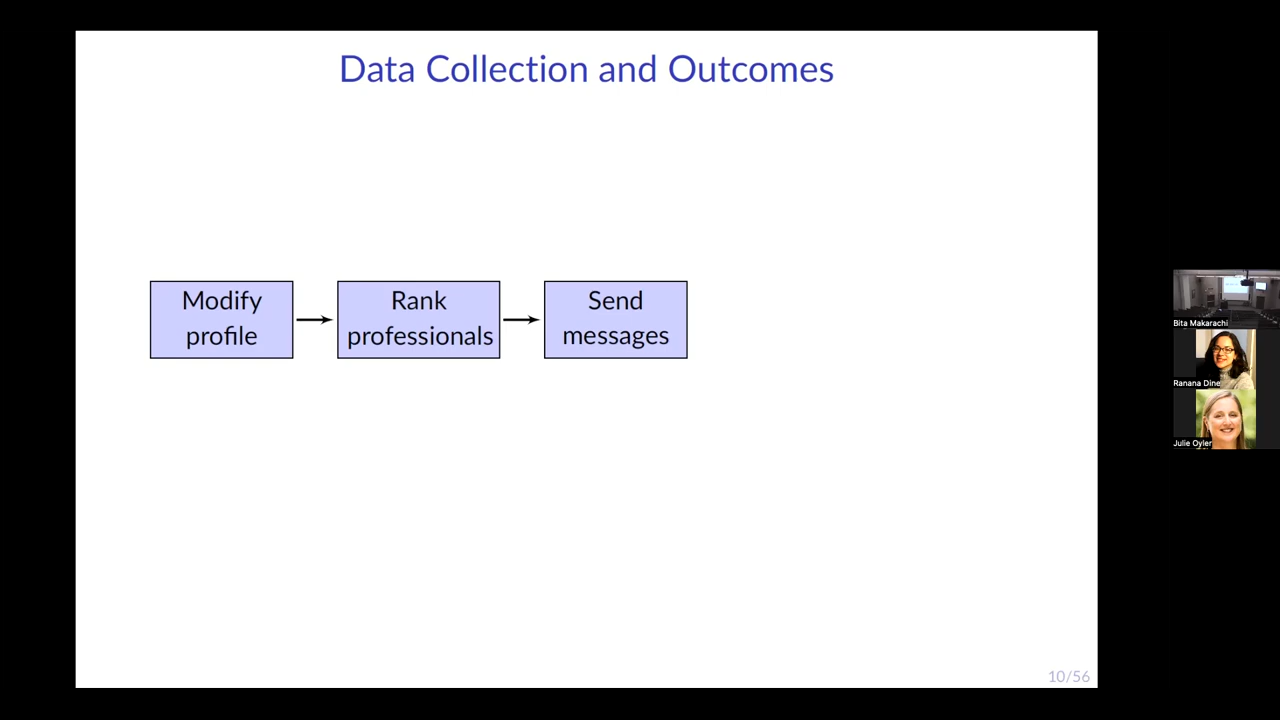 Data Collection and Outcomes
Modify
profile
Rank
professionals
Send
messages
10/56
Bita Makarachi
Ranana Dine
Julie Oyler